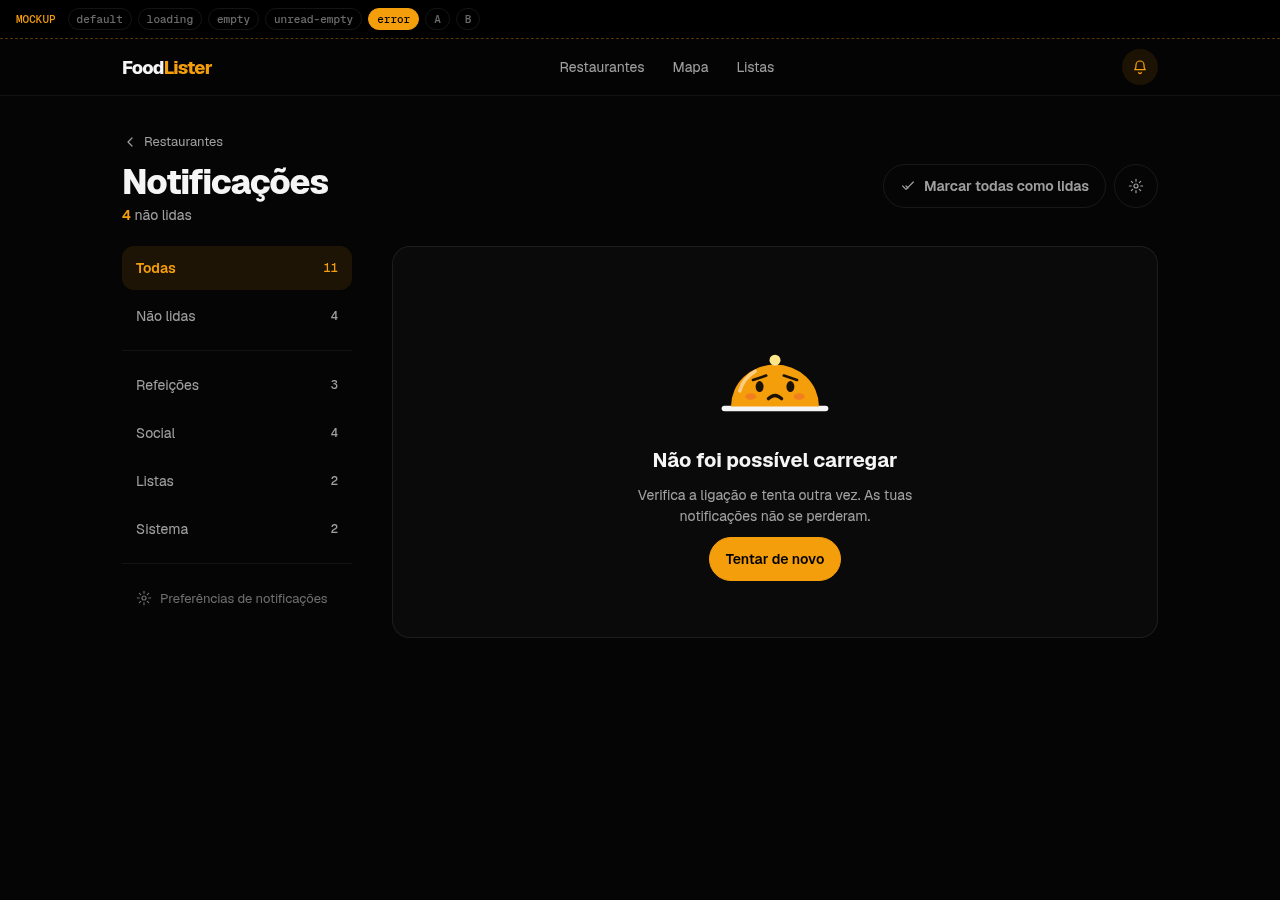 MOCKUP default loading empty unread-empty error A B
FoodLister Restaurantes Mapa Listas
Restaurantes
Notificações
Marcar todas como lidas
4 não lidas
Todas 11
Não lidas 4
Refeições 3
Social 4
Listas 2
Sistema 2
Preferências de notificações
Não foi possível carregar
Verifica a ligação e tenta outra vez. As tuas
notificações não se perderam.
Tentar de novo